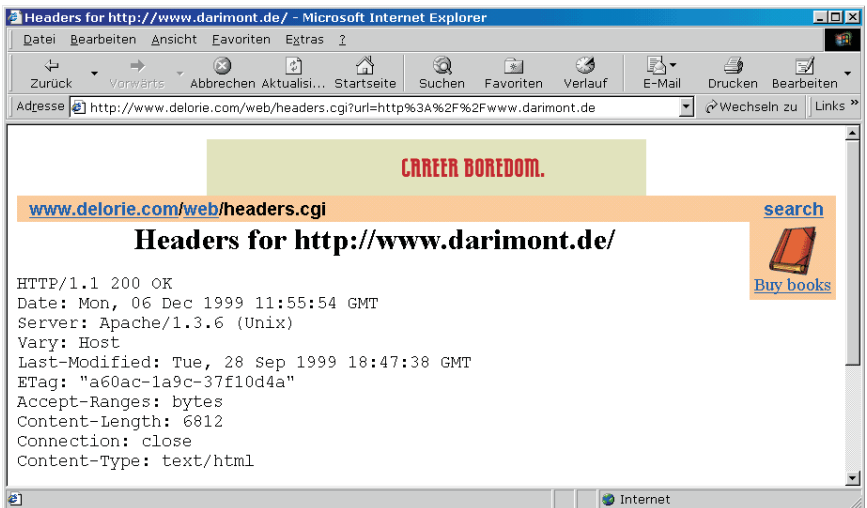 Headers for http://www.darimont.de/ - Microsoft Internet Explorer
Datei Bearbeiten Ansicht Favoriten Extras ?
Zurück Vorwärts Abbrechen Aktualisi... Startseite Suchen Favoriten Verlauf E-Mail Drucken Bearbeiten
Adresse http://www.delorie.com/web/headers.cgi?url=http%3A%2F%2Fwww.darimont.de Wechseln zu Links »
CAREER BOREDOM.
www.delorie.com/web/headers.cgi search
Headers for http://www.darimont.de/
Buy books
HTTP/1.1 200 OK
Date: Mon, 06 Dec 1999 11:55:54 GMT
Server: Apache/1.3.6 (Unix)
Vary: Host
Last-Modified: Tue, 28 Sep 1999 18:47:38 GMT
ETag: "a60ac-1a9c-37f10d4a"
Accept-Ranges: bytes
Content-Length: 6812
Connection: close
Content-Type: text/html
Internet